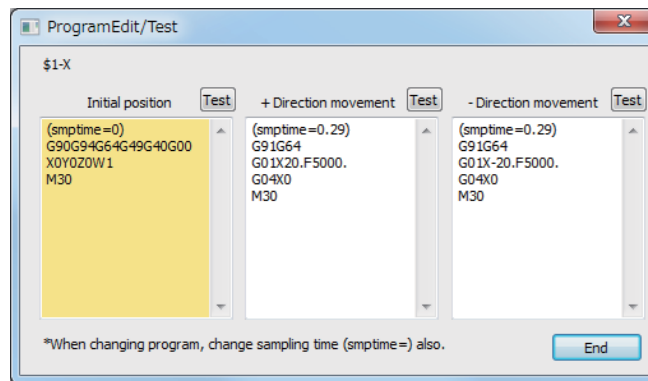 ProgramEdit/Test
$1-X
Initial position Test + Direction movement Test - Direction movement Test
(smptime=0)
G90G94G64G49G40G00
X0Y0Z0W1
M30
(smptime=0.29)
G91G64
G01X20.F5000.
G04X0
M30
(smptime=0.29)
G91G64
G01X-20.F5000.
G04X0
M30
*When changing program, change sampling time (smptime=) also.
End